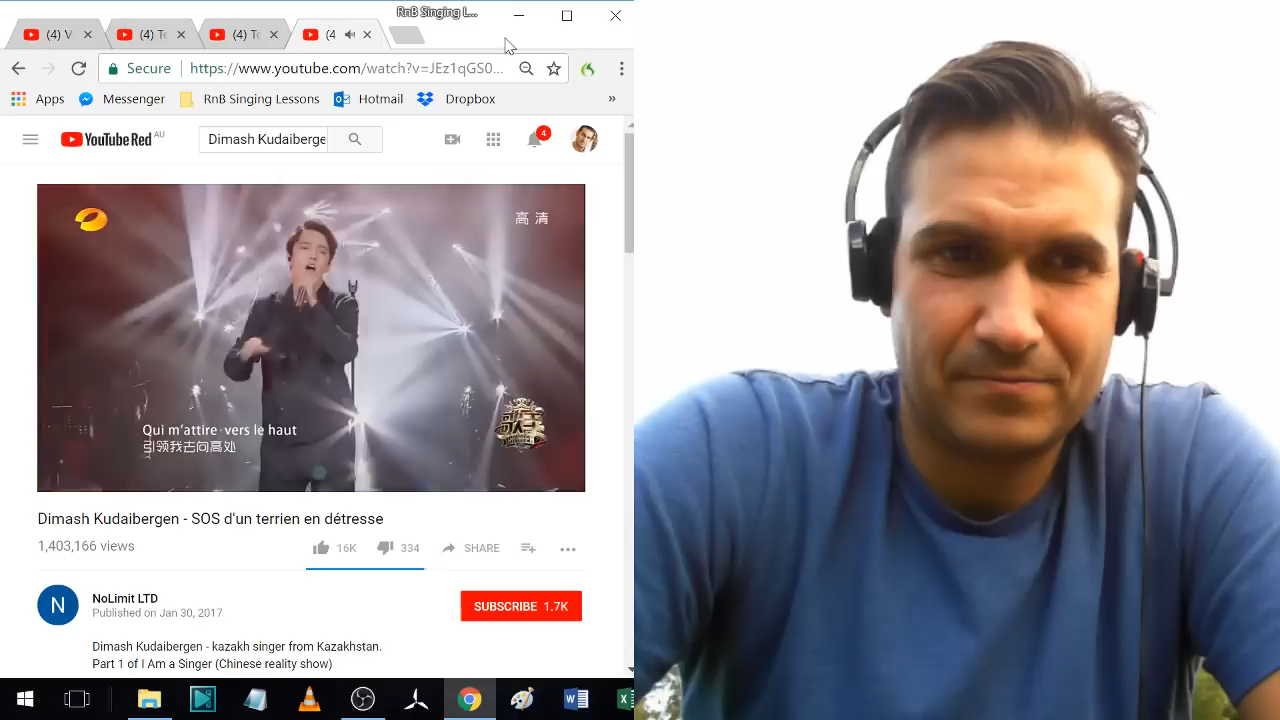 RnB Singing L...
(4) V
(4) To
(4) To
(4
Secure
https://www.youtube.com/watch?v=JEz1qGS0...
Apps
Messenger
RnB Singing Lessons
Hotmail
Dropbox
»
YouTube Red AU
Dimash Kudaiberge
4
高清
Qui m'attire vers le haut
引领我去向高处
歌手
Dimash Kudaibergen - SOS d'un terrien en détresse
1,403,166 views
16K
334
SHARE
N
NoLimit LTD
Published on Jan 30, 2017
SUBSCRIBE 1.7K
Dimash Kudaibergen - kazakh singer from Kazakhstan.
Part 1 of I Am a Singer (Chinese reality show)